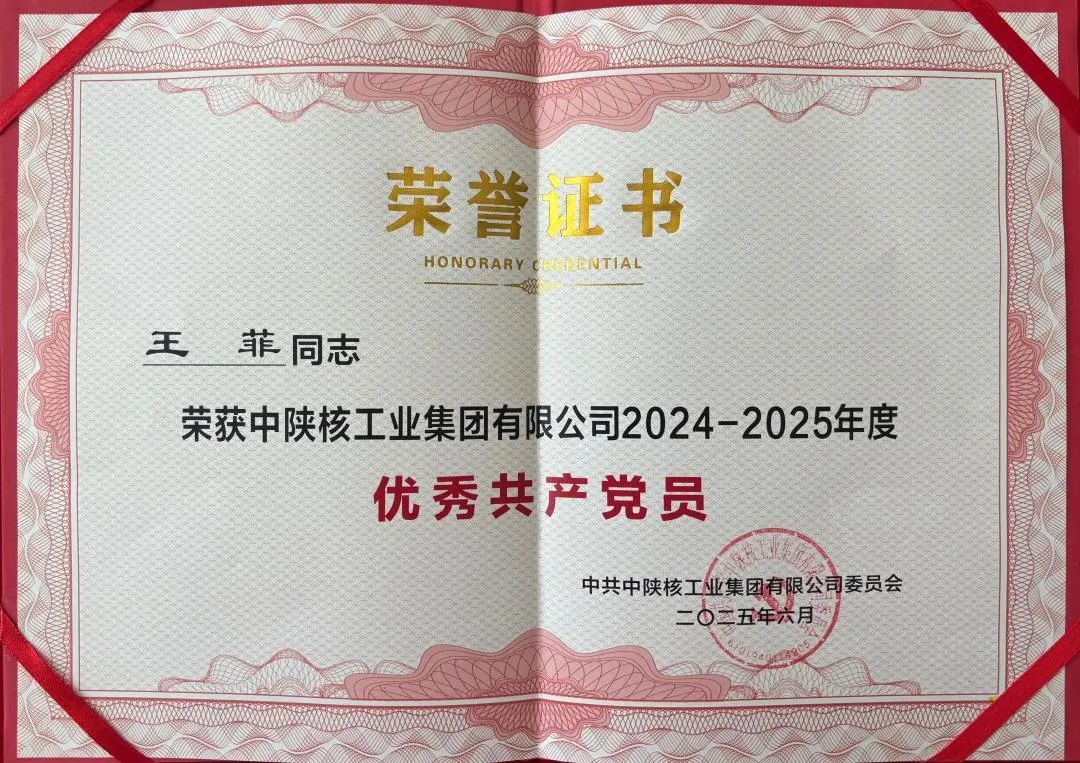 荣誉证书
HONORARY CREDENTIAL
王 菲 同志
荣获中陕核工业集团有限公司2024-2025年度
优秀共产党员
中共中陕核工业集团有限公司委员会
二〇二五年六月